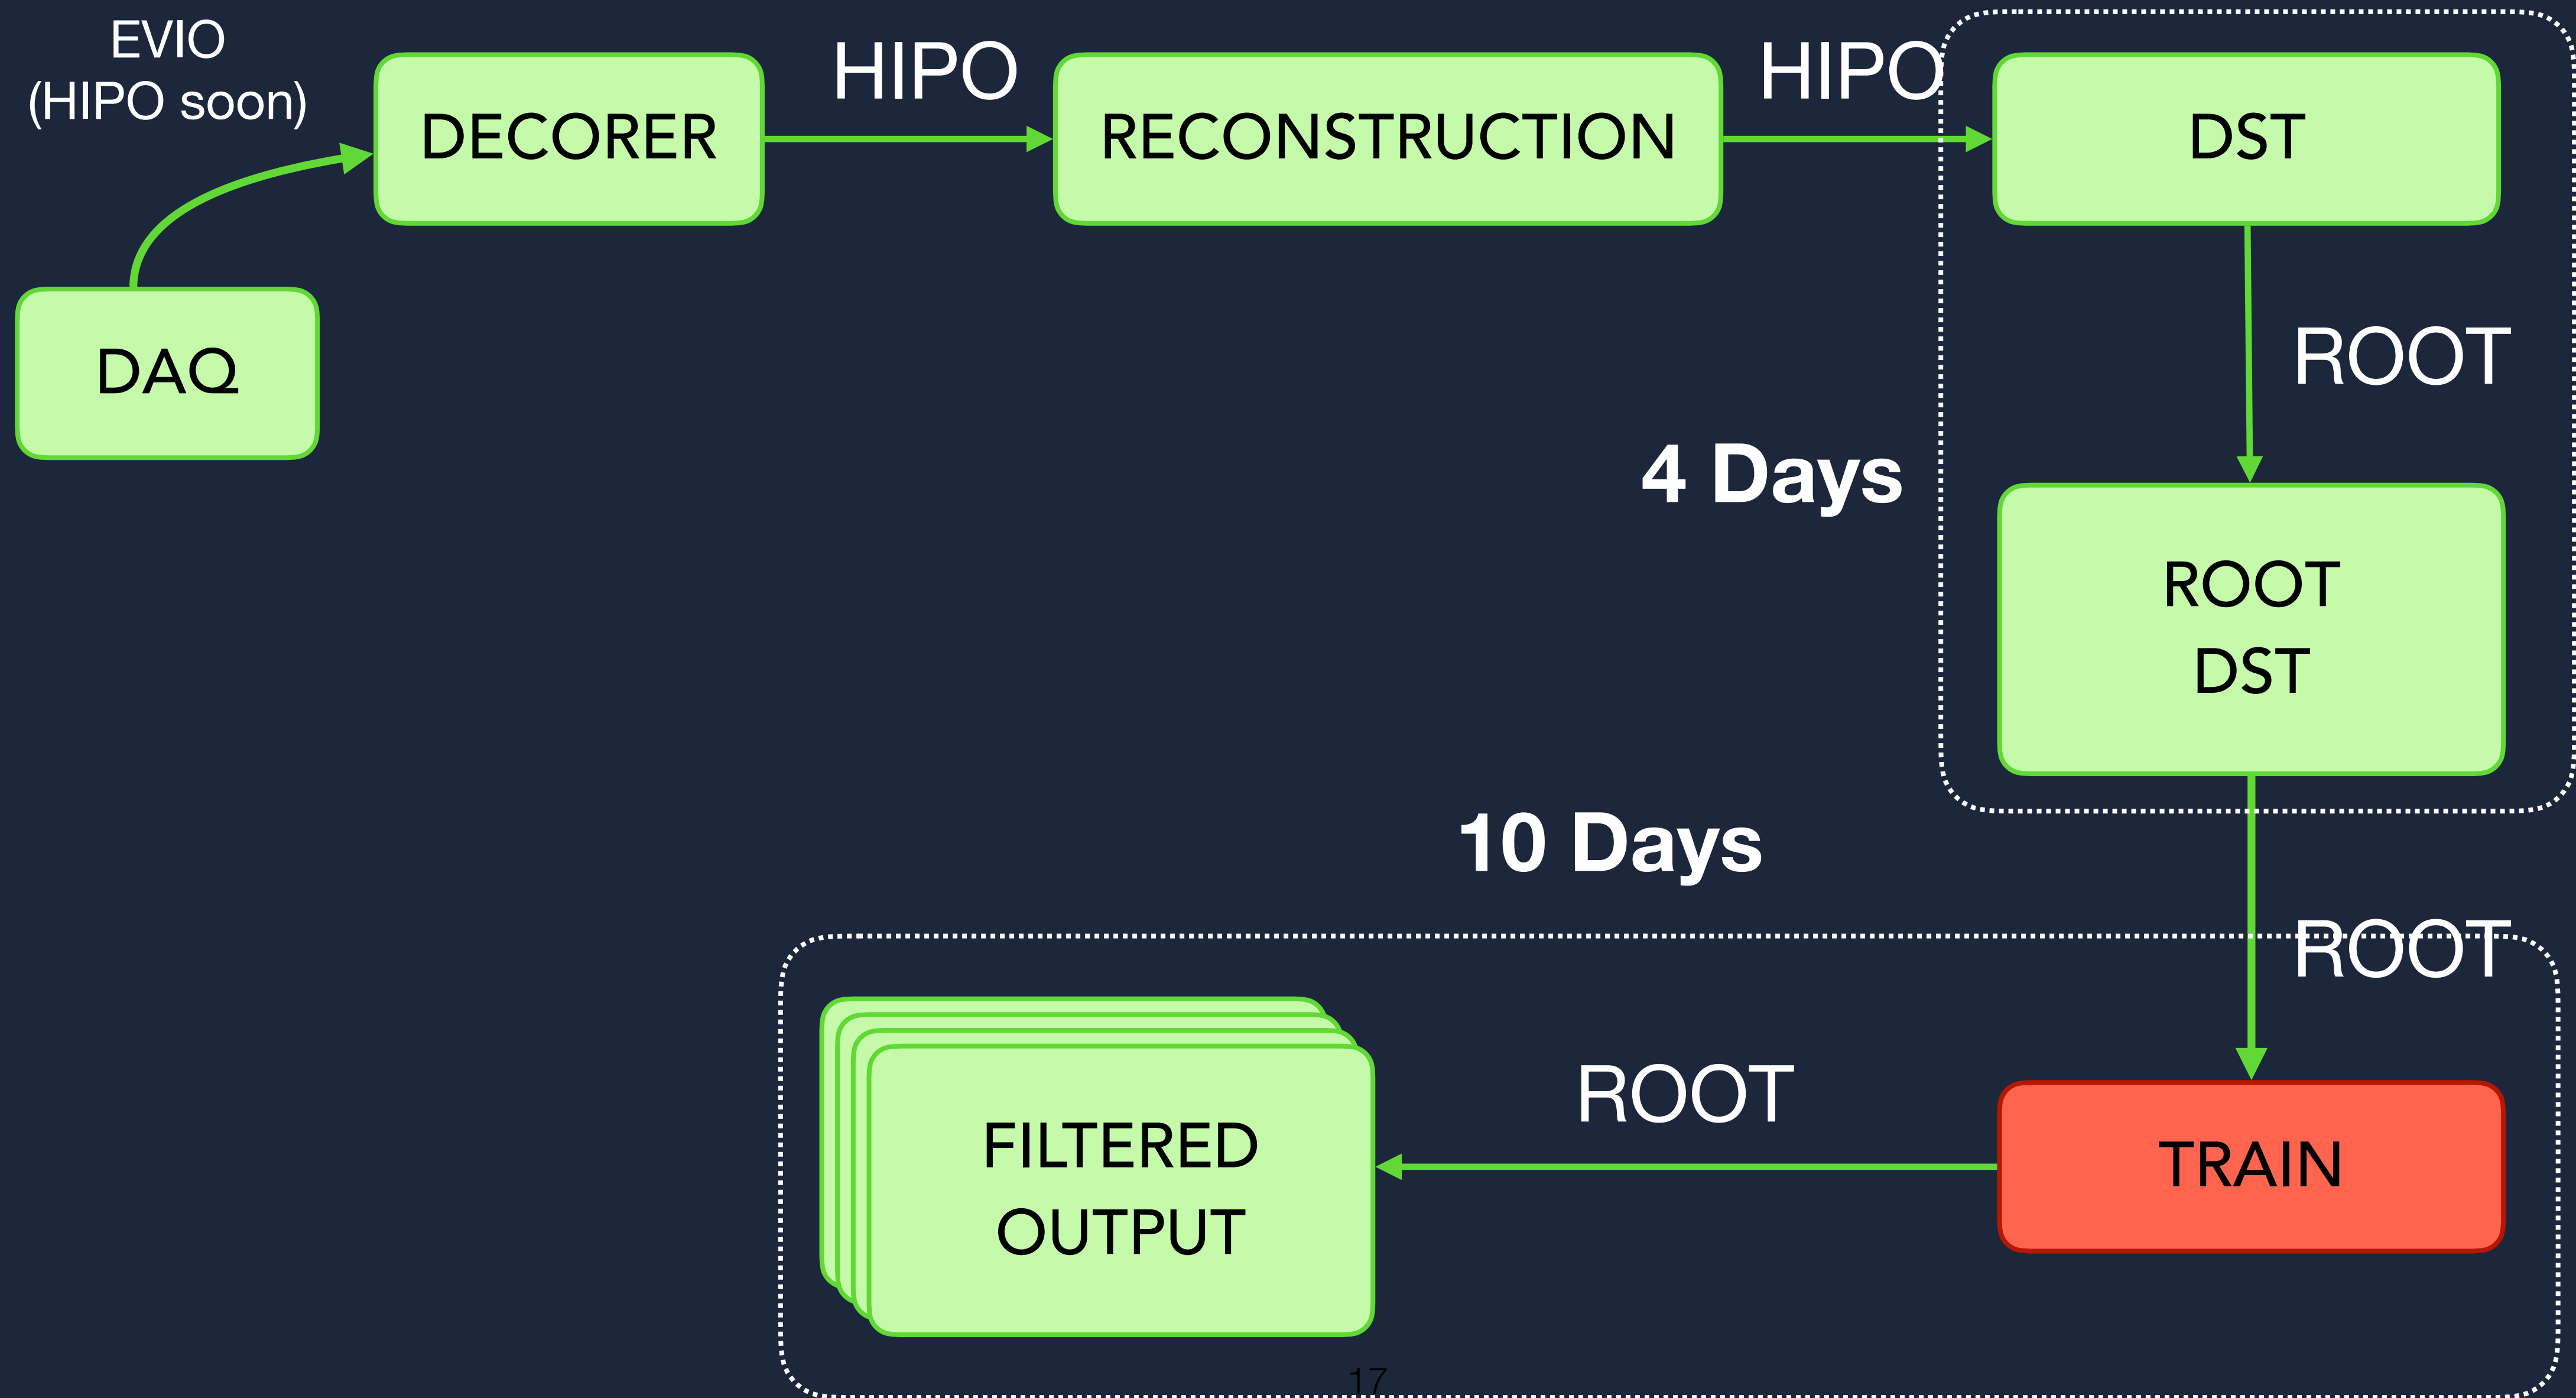 EVIO
(HIPO soon)
DECORER
HIPO
RECONSTRUCTION
HIPO
DST
DAQ
ROOT
4 Days
ROOT
DST
10 Days
ROOT
ROOT
TRAIN
FILTERED
OUTPUT
17